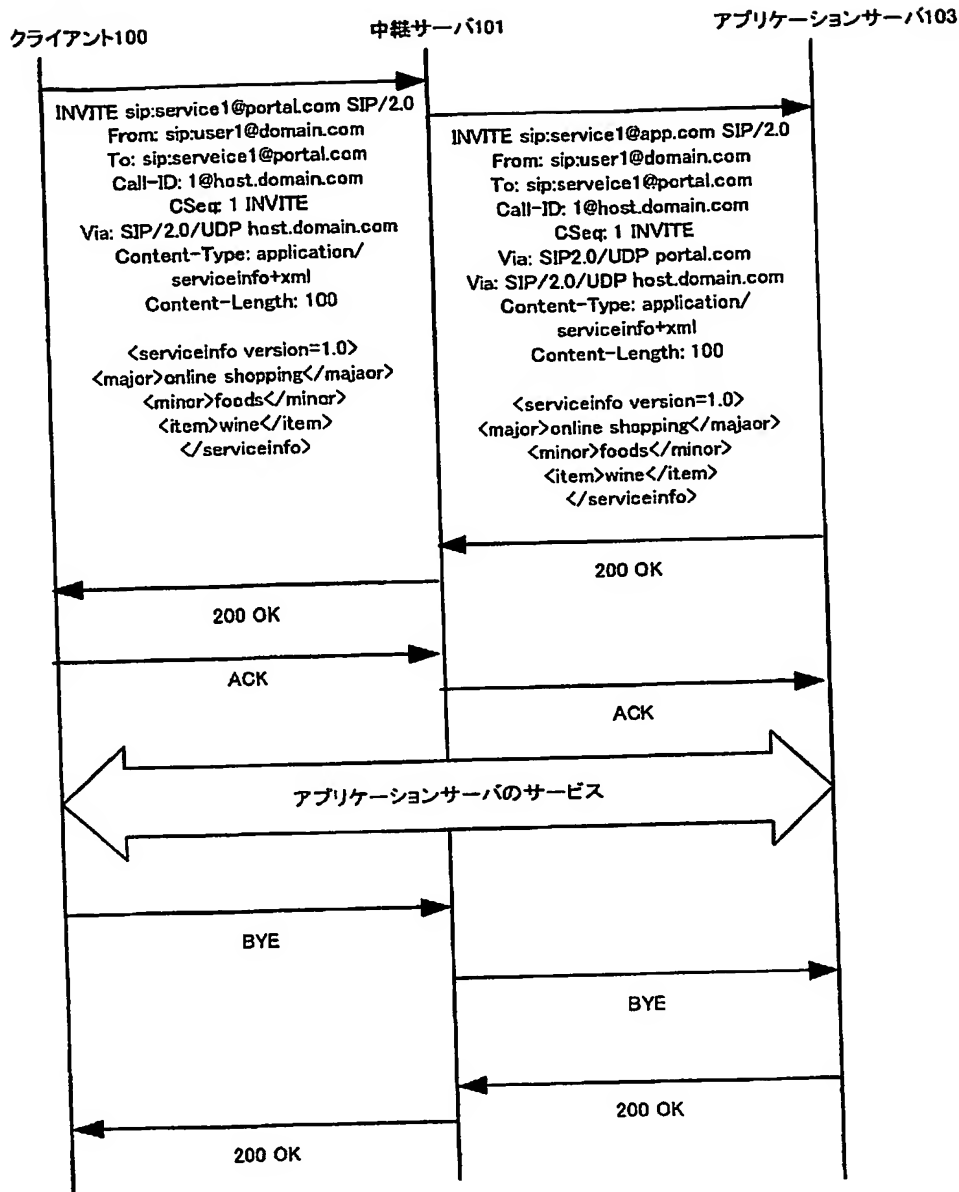 クライアント100
中継サーバ101
アプリケーションサーバ103
INVITE sip:service1@portal.com SIP/2.0
From: sip:user1@domain.com
To: sip:serveice1@portal.com
Call-ID: 1@host.domain.com
CSeq: 1 INVITE
Via: SIP/2.0/UDP host.domain.com
Content-Type: application/
serviceinfo+xml
Content-Length: 100
<serviceinfo version=1.0>
<major>online shopping</majaor>
<minor>foods</minor>
<item>wine</item>
</serviceinfo>
INVITE sip:service1@app.com SIP/2.0
From: sip:user1@domain.com
To: sip:serveice1@portal.com
Call-ID: 1@host.domain.com
CSeq: 1 INVITE
Via: SIP2.0/UDP portal.com
Via: SIP/2.0/UDP host.domain.com
Content-Type: application/
serviceinfo+xml
Content-Length: 100
<serviceinfo version=1.0>
<major>online shopping</majaor>
<minor>foods</minor>
<item>wine</item>
</serviceinfo>
200 OK
200 OK
ACK
ACK
アプリケーションサーバのサービス
BYE
BYE
200 OK
200 OK